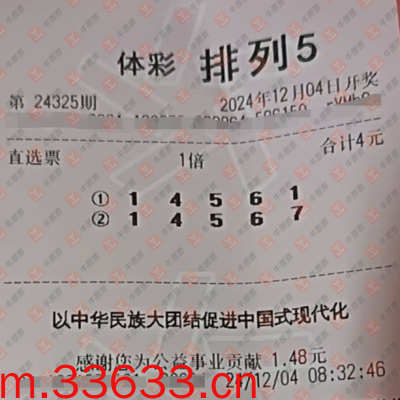 体彩 排列5
第 24325期 2024年12月04日开奖
合计4元
直选票 1倍
① 1 4 5 6 1
② 1 4 5 6 7
以中华民族大团结促进中国式现代化
感谢您为公益事业贡献 1.48元
24/12/04 08:32:46
m.33633.cn